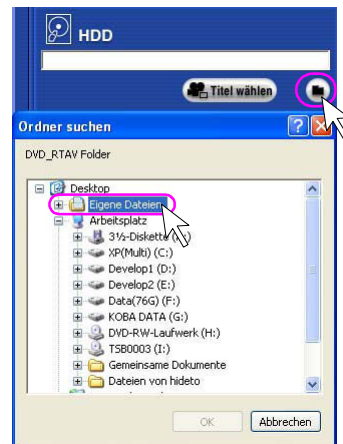 HDD
Titel wählen
Ordner suchen
DVD_RTAV Folder
Desktop
Eigene Dateien
Arbeitsplatz
3½-Diskette
XP(Multi) (C:)
Develop1 (D:)
Develop2 (E:)
Data(76G) (F:)
KOBA DATA (G:)
DVD-RW-Laufwerk (H:)
TSB0003 (I:)
Gemeinsame Dokumente
Dateien von hideto
OK Abbrechen